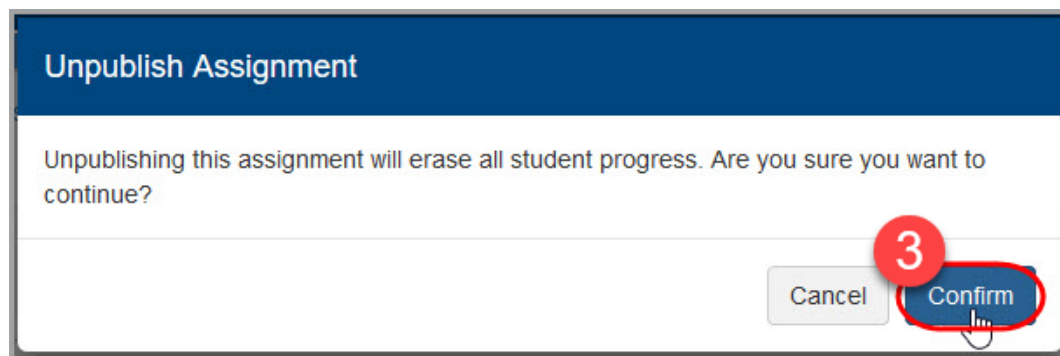 Unpublish Assignment
Unpublishing this assignment will erase all student progress. Are you sure you want to
continue?
3
Cancel Confirm